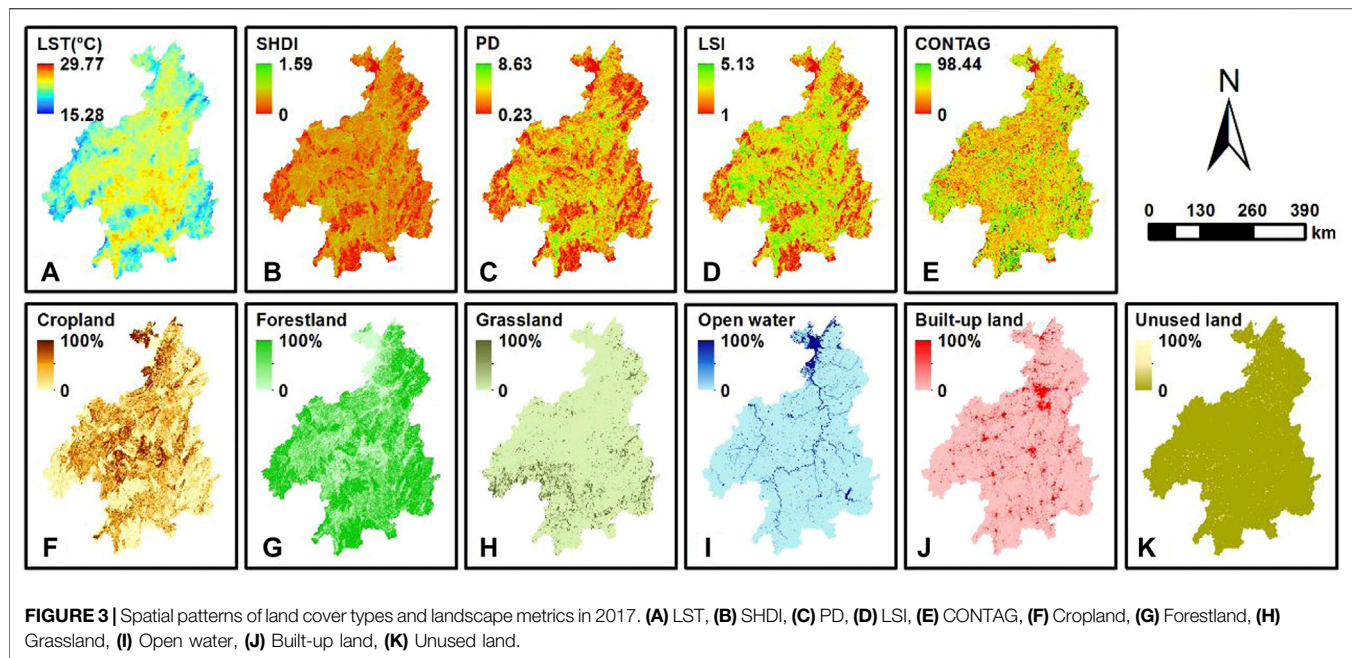 LST(ºC)
29.77
15.28
A
SHDI
1.59
0
B
PD
8.63
0.23
C
LSI
5.13
1
D
CONTAG
98.44
0
E
N
0 130 260 390
km
Cropland
100%
0
F
Forestland
100%
0
G
Grassland
100%
0
H
Open water
100%
0
I
Built-up land
100%
0
J
Unused land
100%
0
K
FIGURE 3 | Spatial patterns of land cover types and landscape metrics in 2017. (A) LST, (B) SHDI, (C) PD, (D) LSI, (E) CONTAG, (F) Cropland, (G) Forestland, (H)
Grassland, (I) Open water, (J) Built-up land, (K) Unused land.